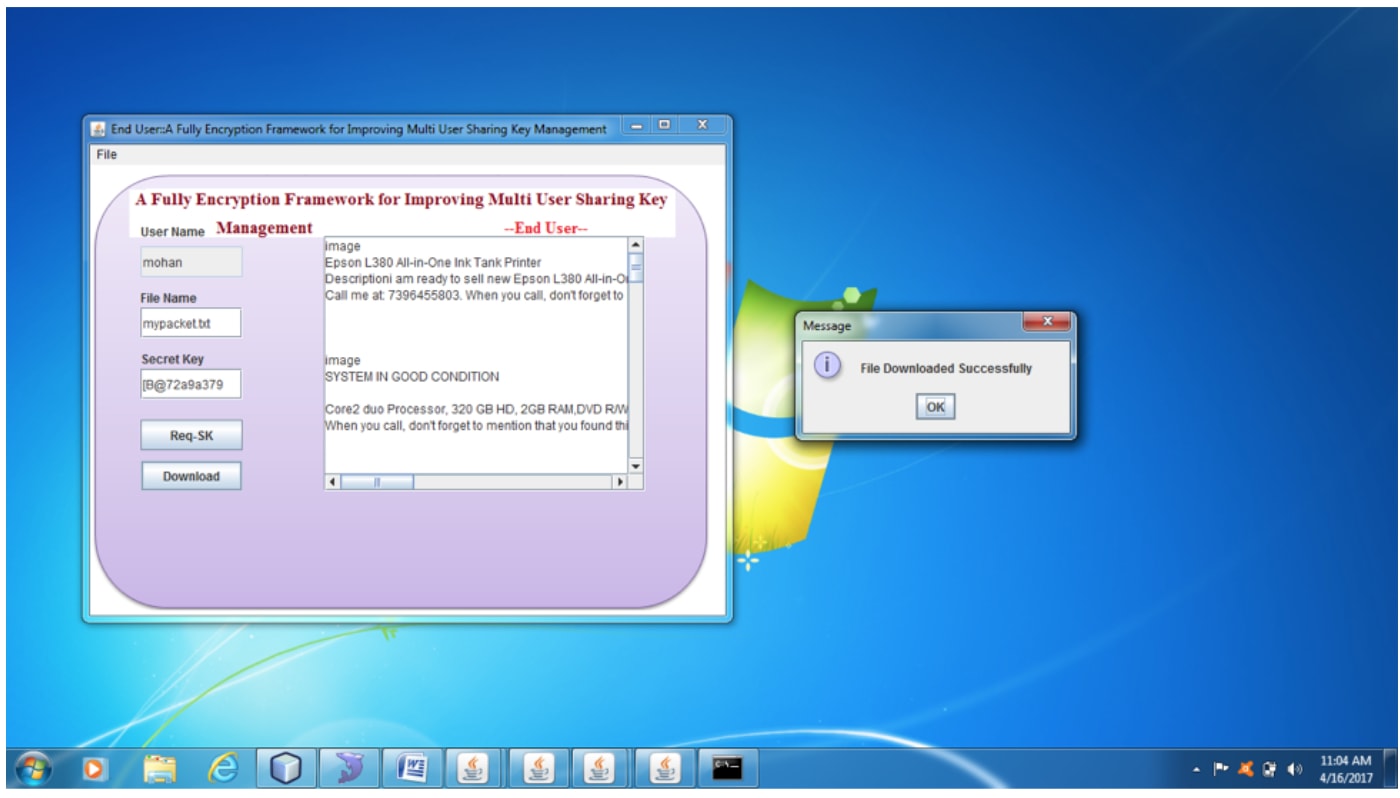 End User::A Fully Encryption Framework for Improving Multi User Sharing Key Management
File
A Fully Encryption Framework for Improving Multi User Sharing Key
Management --End User--
User Name
mohan
File Name
mypacket.txt
Secret Key
[B@72a9a379
Req-SK
Download
image
Epson L380 All-in-One Ink Tank Printer
Descriptioni am ready to sell new Epson L380 All-in-O
Call me at: 7396455803. When you call, don't forget to
image
SYSTEM IN GOOD CONDITION
Core2 duo Processor, 320 GB HD, 2GB RAM,DVD R/W
When you call, don't forget to mention that you found thi
Message
File Downloaded Successfully
OK
11:04 AM
4/16/2017